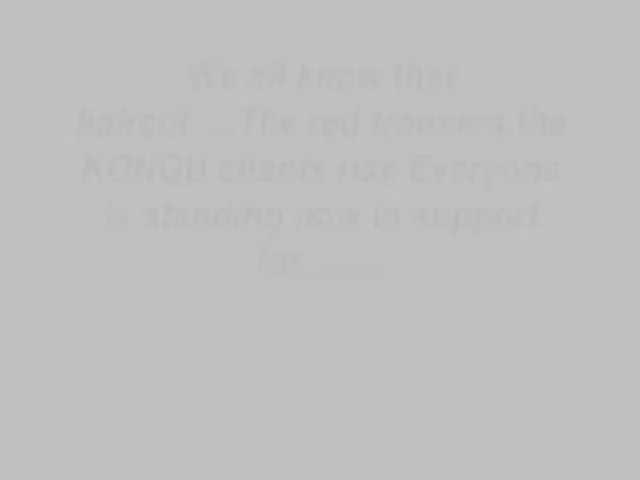 We all know that
haircut.....The red trousers the
KONGU chants rise Everyone
is standing now in support
for.........